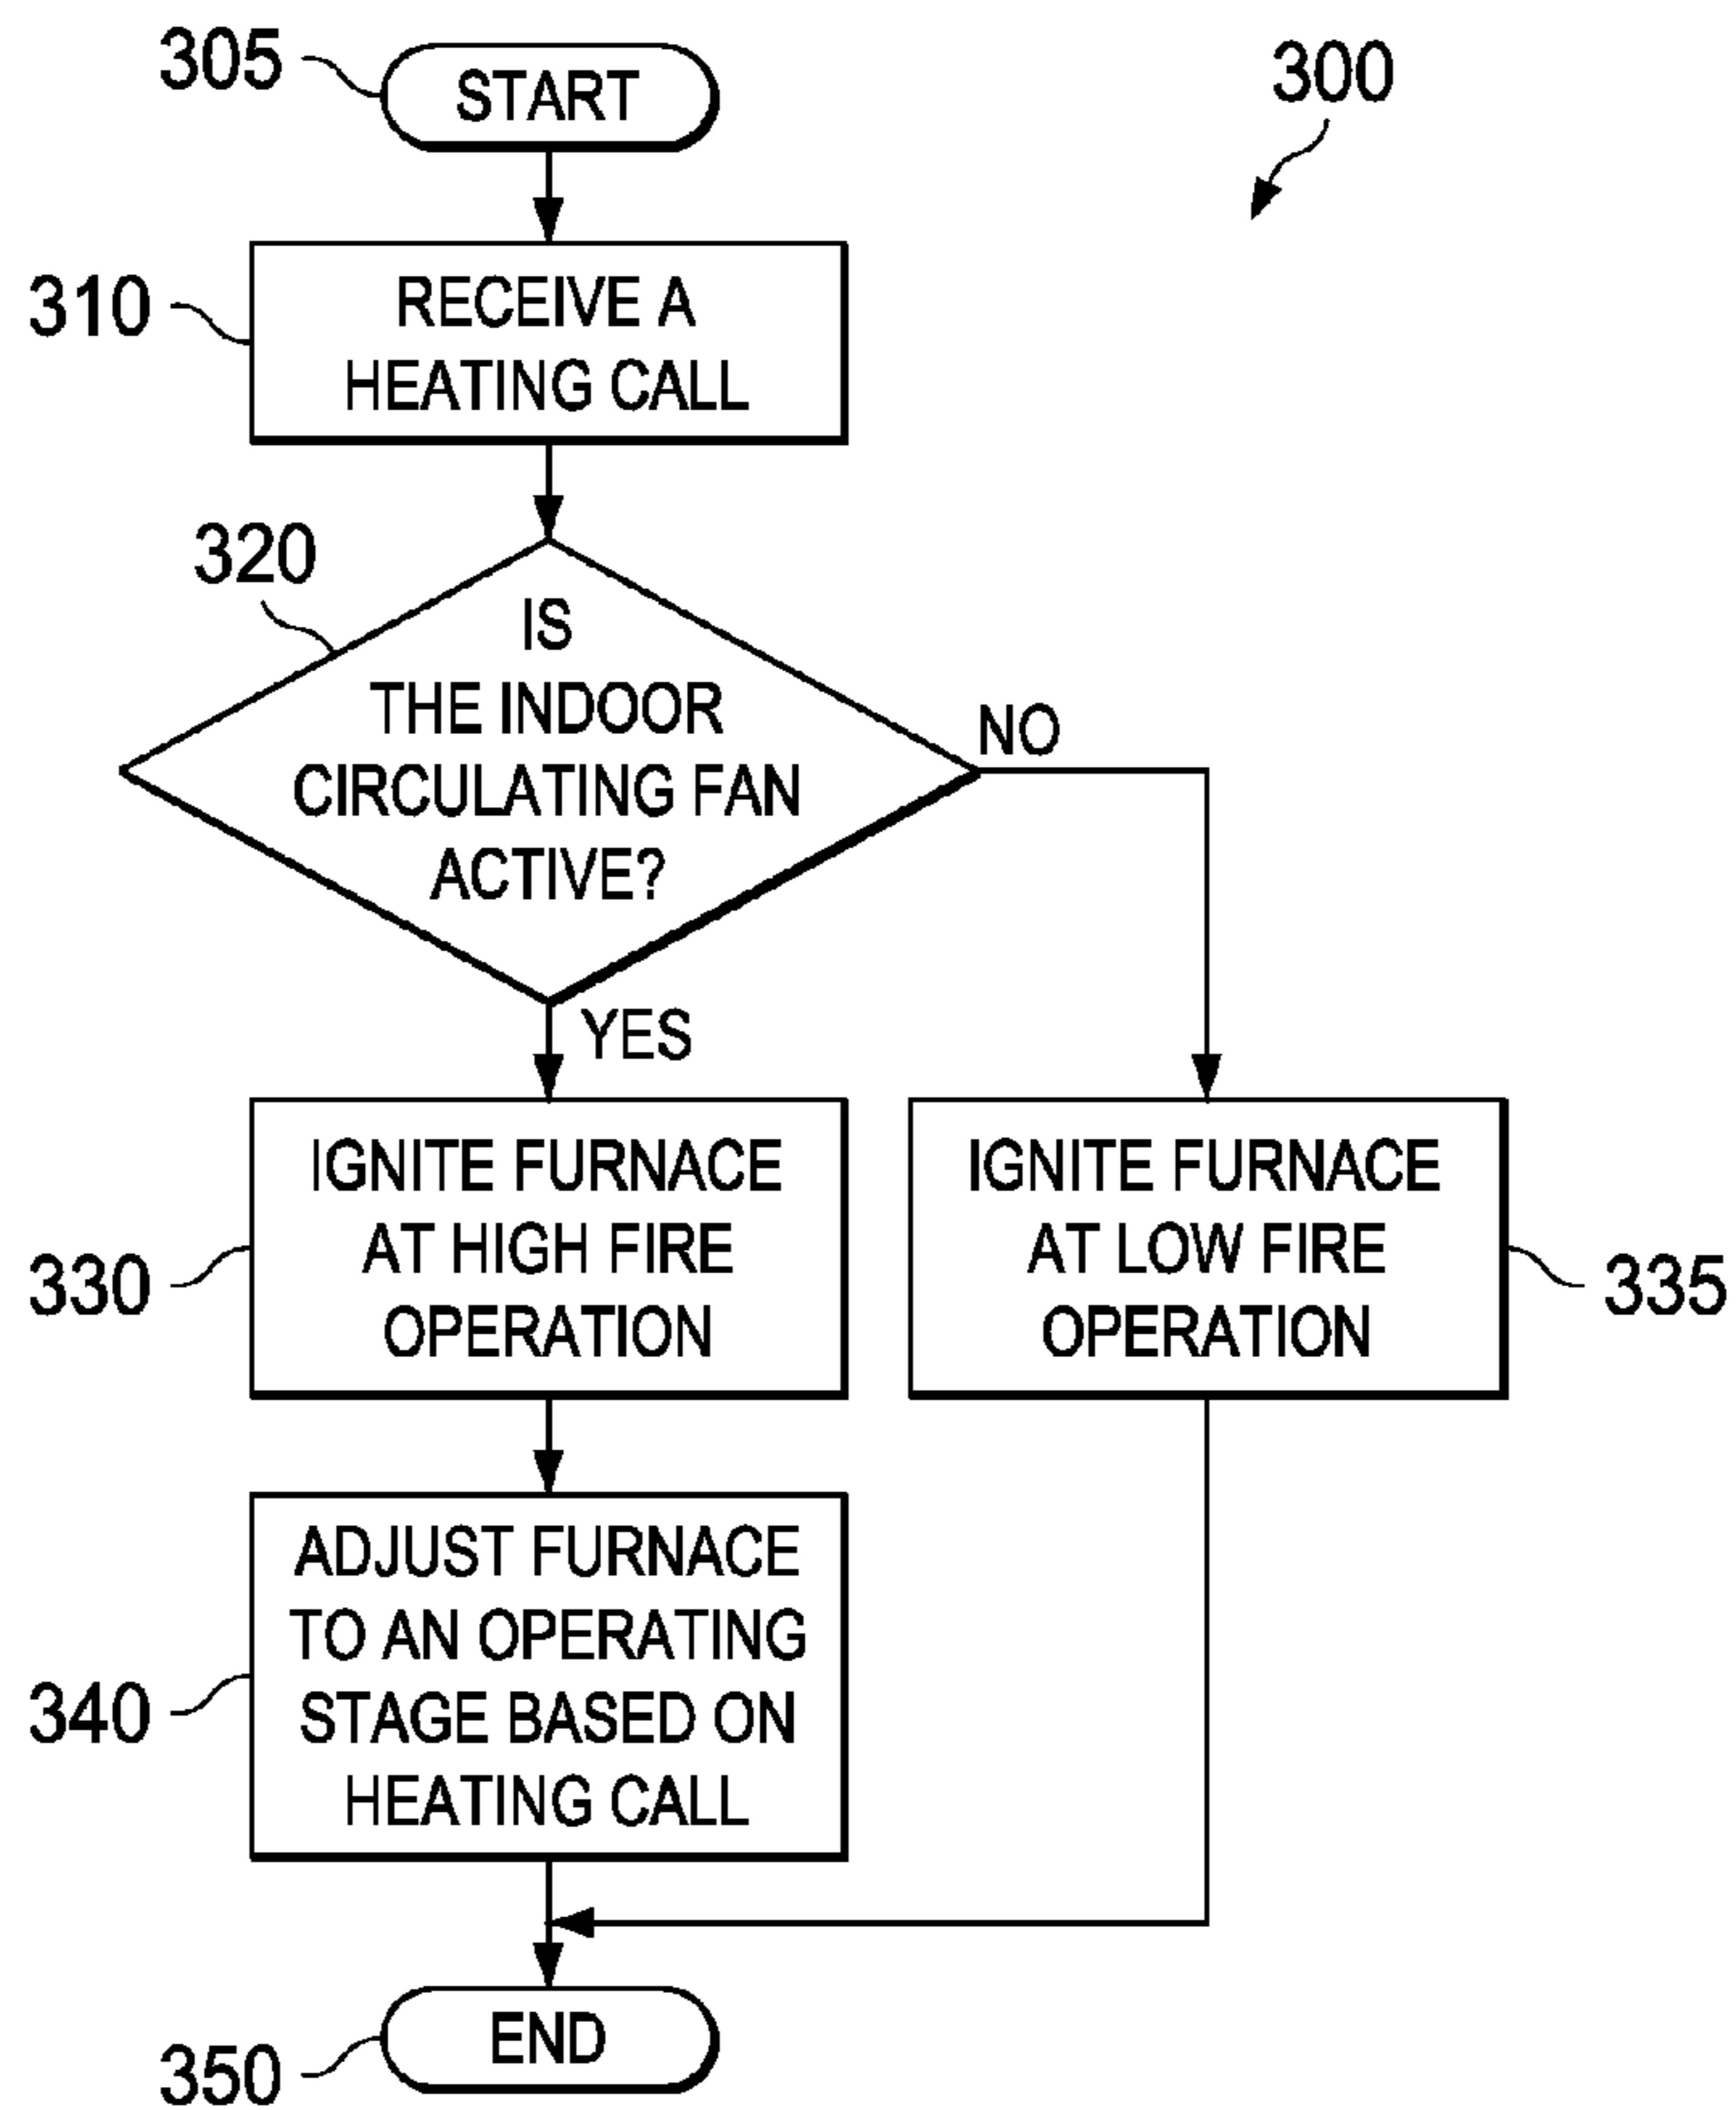 305
START
300
310
RECEIVE A
HEATING CALL
320
IS
THE INDOOR
CIRCULATING FAN
ACTIVE?
NO
YES
330
IGNITE FURNACE
AT HIGH FIRE
OPERATION
IGNITE FURNACE
AT LOW FIRE
OPERATION
335
340
ADJUST FURNACE
TO AN OPERATING
STAGE BASED ON
HEATING CALL
350
END